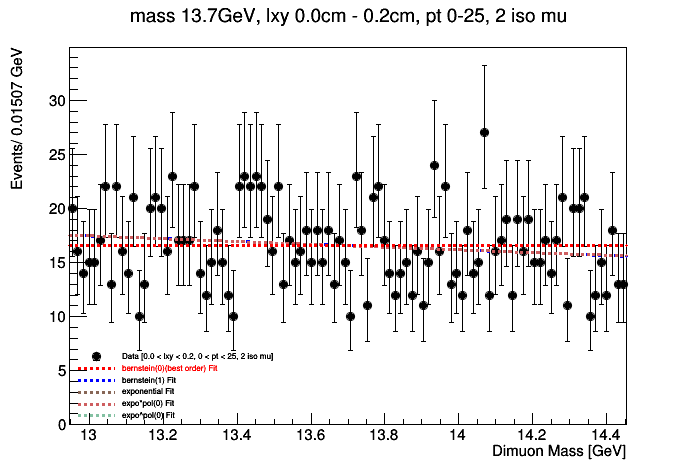 mass 13.7GeV, lxy 0.0cm - 0.2cm, pt 0-25, 2 iso mu
Events/ 0.01507 GeV
30
25
20
15
10
5
0
Data [0.0 < lxy < 0.2, 0 < pt < 25, 2 iso mu]
bernstein(0)(best order) Fit
bernstein(1) Fit
exponential Fit
expo*pol(0) Fit
expo^pol(0) Fit
13 13.2 13.4 13.6 13.8 14 14.2 14.4
Dimuon Mass [GeV]